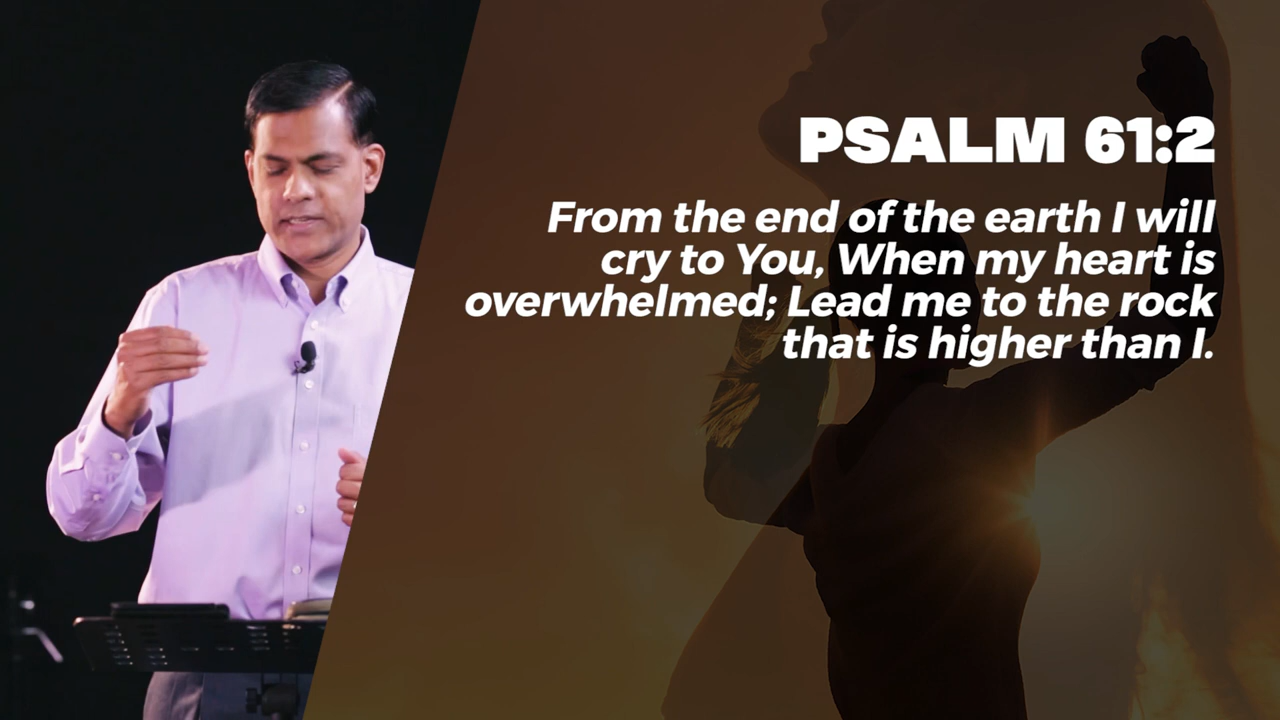 PSALM 61:2
From the end of the earth I will
cry to You, When my heart is
overwhelmed; Lead me to the rock
that is higher than I.